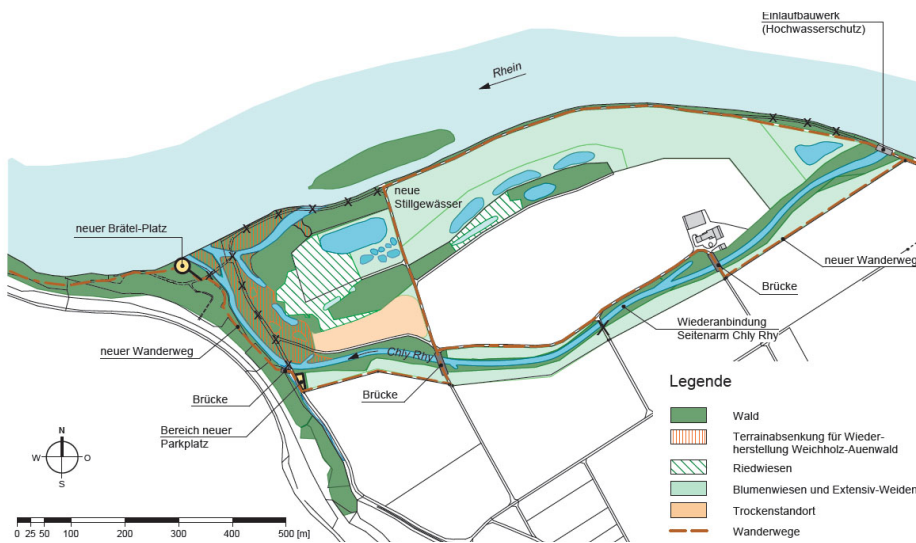 Einlaufbauwerk
(Hochwasserschutz)
Rhein
neue
Stillgewässer
neuer Brätel-Platz
neuer Wanderweg
Brücke
Wiederanbindung
Seitenarm Chly Rhy
neuer Wanderweg
Chly Rhy
Brücke
Brücke
Bereich neuer
Parkplatz
N
W
O
S
0 25 50 100 200 300 400 500 [m]
Legende
Wald
Terrainabsenkung für Wieder-
herstellung Weichholz-Auenwald
Riedwiesen
Blumenwiesen und Extensiv-Weiden
Trockenstandort
Wanderwege